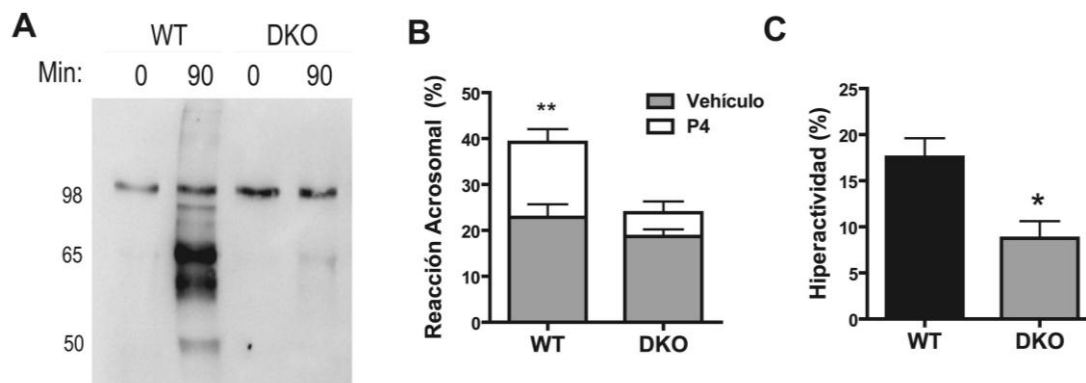 A
WT DKO
Min: 0 90 0 90
98
65
50
B
Reacción Acrosomal (%)
50
40
30
20
10
0
**
Vehículo
P4
WT DKO
C
Hiperactividad (%)
25
20
15
10
5
0
*
WT DKO